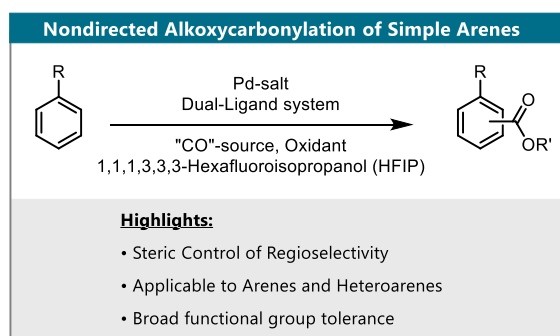 Nondirected Alkoxycarbonylation of Simple Arenes
R
Pd-salt
Dual-Ligand system
"CO"-source, Oxidant
1,1,1,3,3,3-Hexafluoroisopropanol (HFIP)
R
O
OR'
Highlights:
• Steric Control of Regioselectivity
• Applicable to Arenes and Heteroarenes
• Broad functional group tolerance